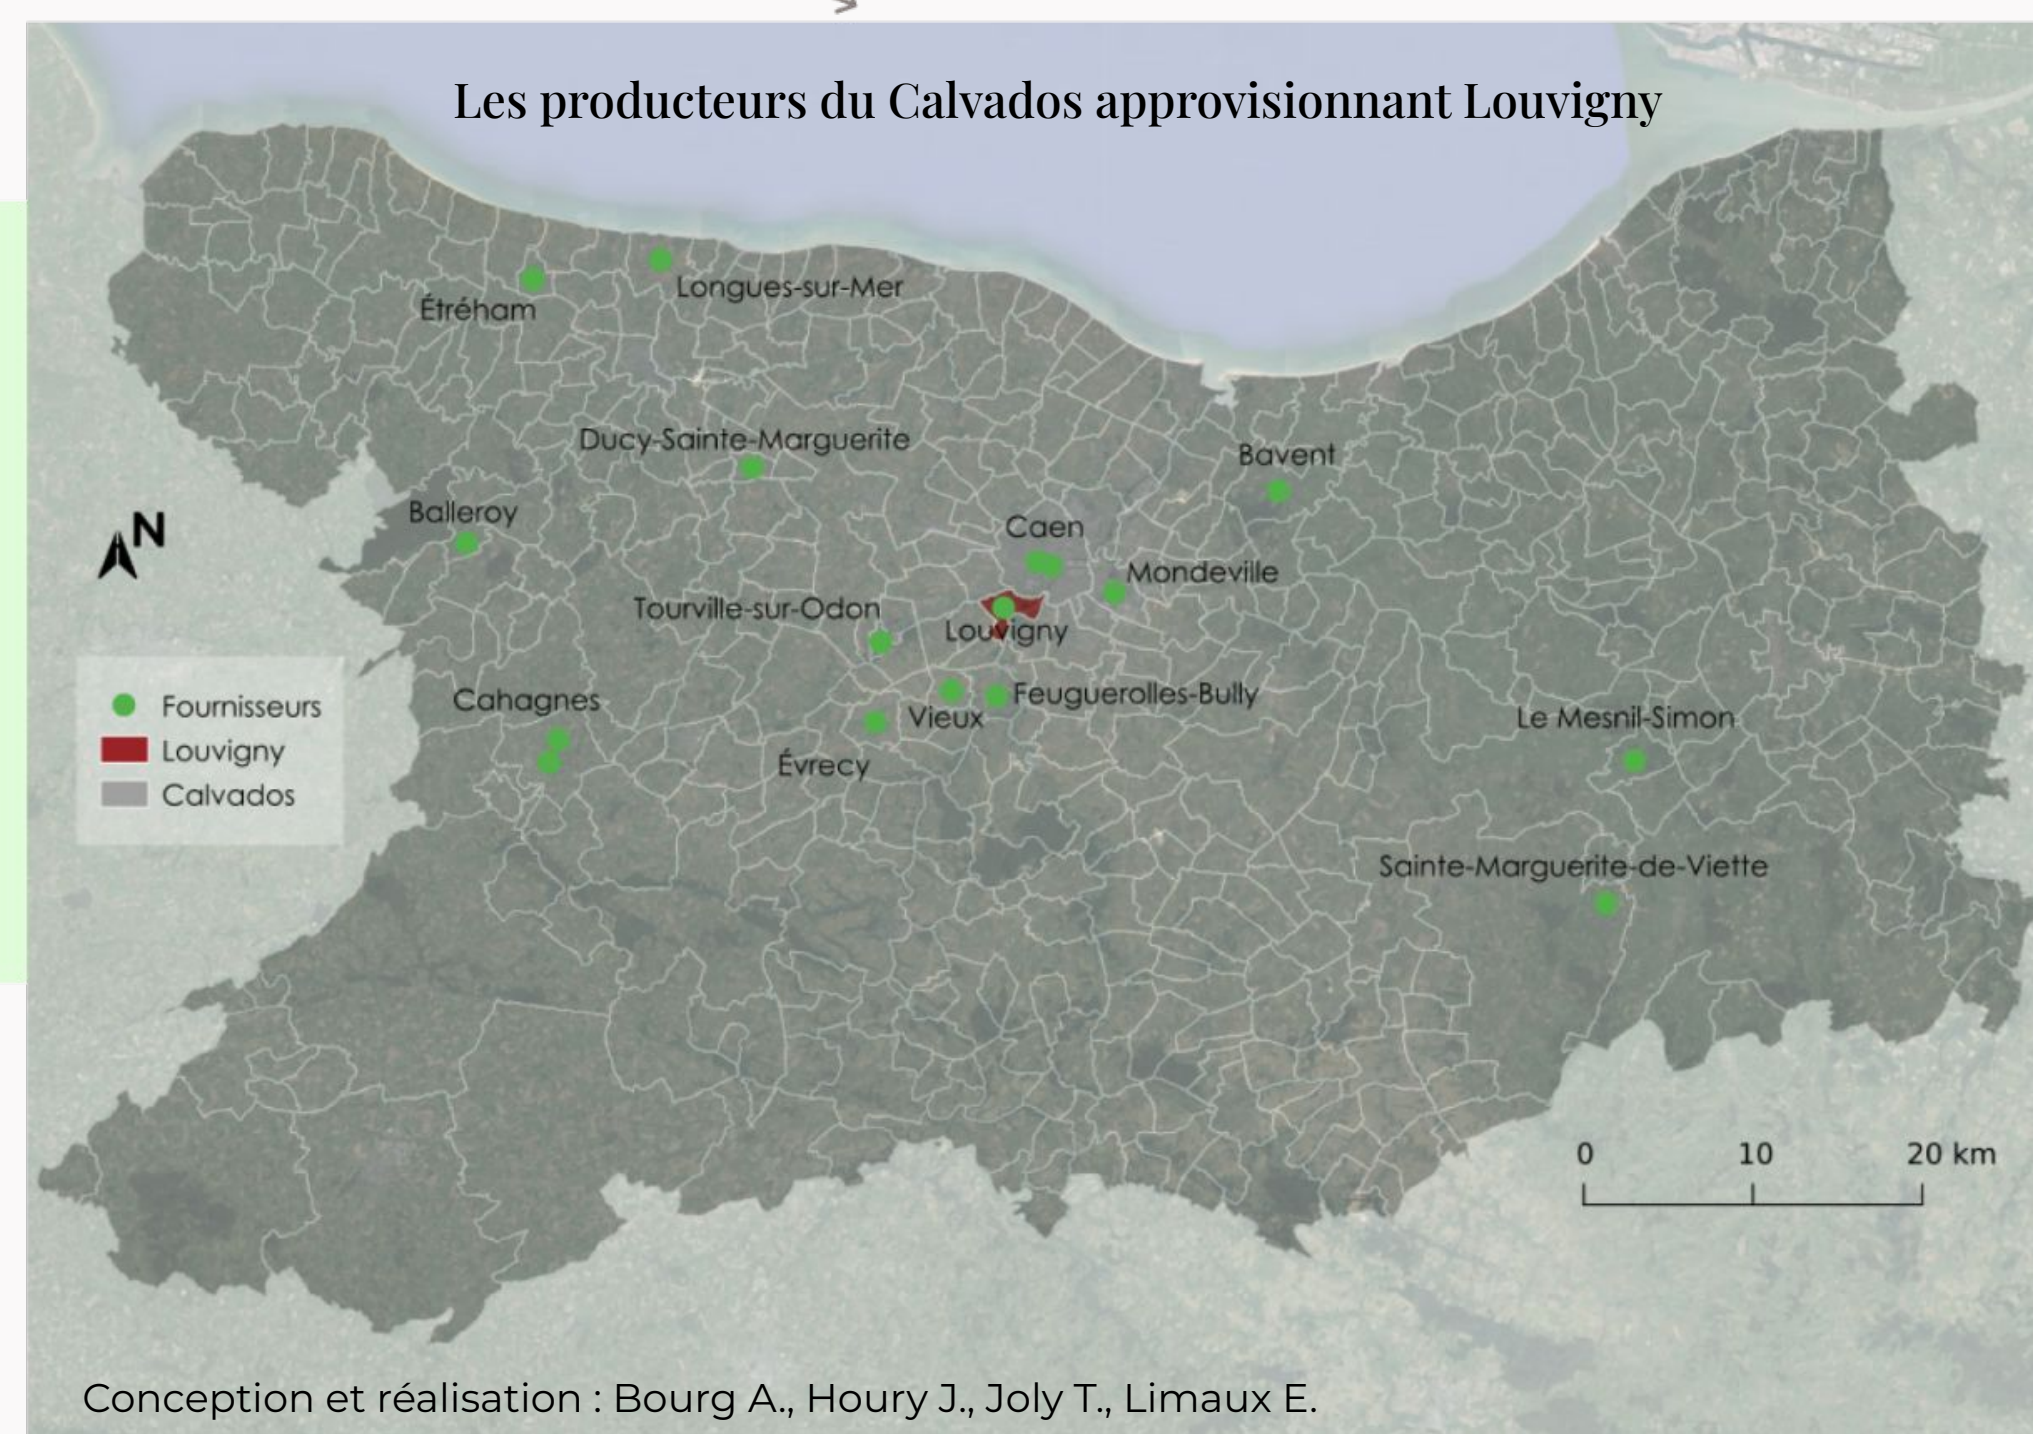 Les producteurs du Calvados approvisionnant Louvigny
Longues-sur-Mer
Étréham
Ducy-Sainte-Marguerite
Bavent
Balleroy
Caen
N
Mondeville
Tourville-sur-Odon
Louvigny
Cahagnes
Feuguerolles-Bully
Vieux
Le Mesnil-Simon
Évrecy
Fournisseurs
Louvigny
Calvados
Sainte-Marguerite-de-Viette
0 10 20 km
Conception et réalisation : Bourg A., Houry J., Joly T., Limaux E.